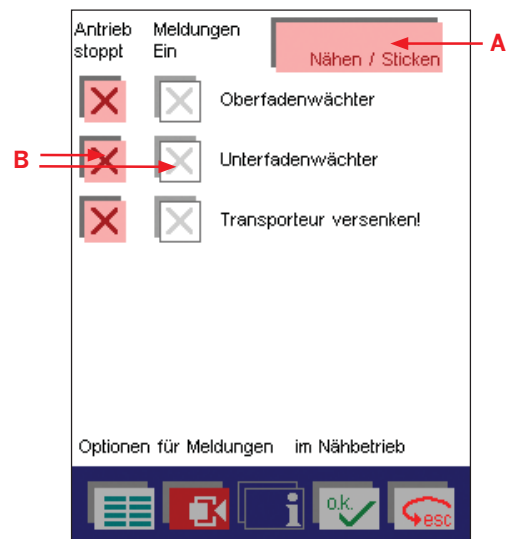 Antrieb Meldungen
stoppt Ein
Nähen / Sticken
A
Oberfadenwächter
B
Unterfadenwächter
Transporteur versenken!
Optionen für Meldungen im Nähbetrieb
i
o.k.
esc